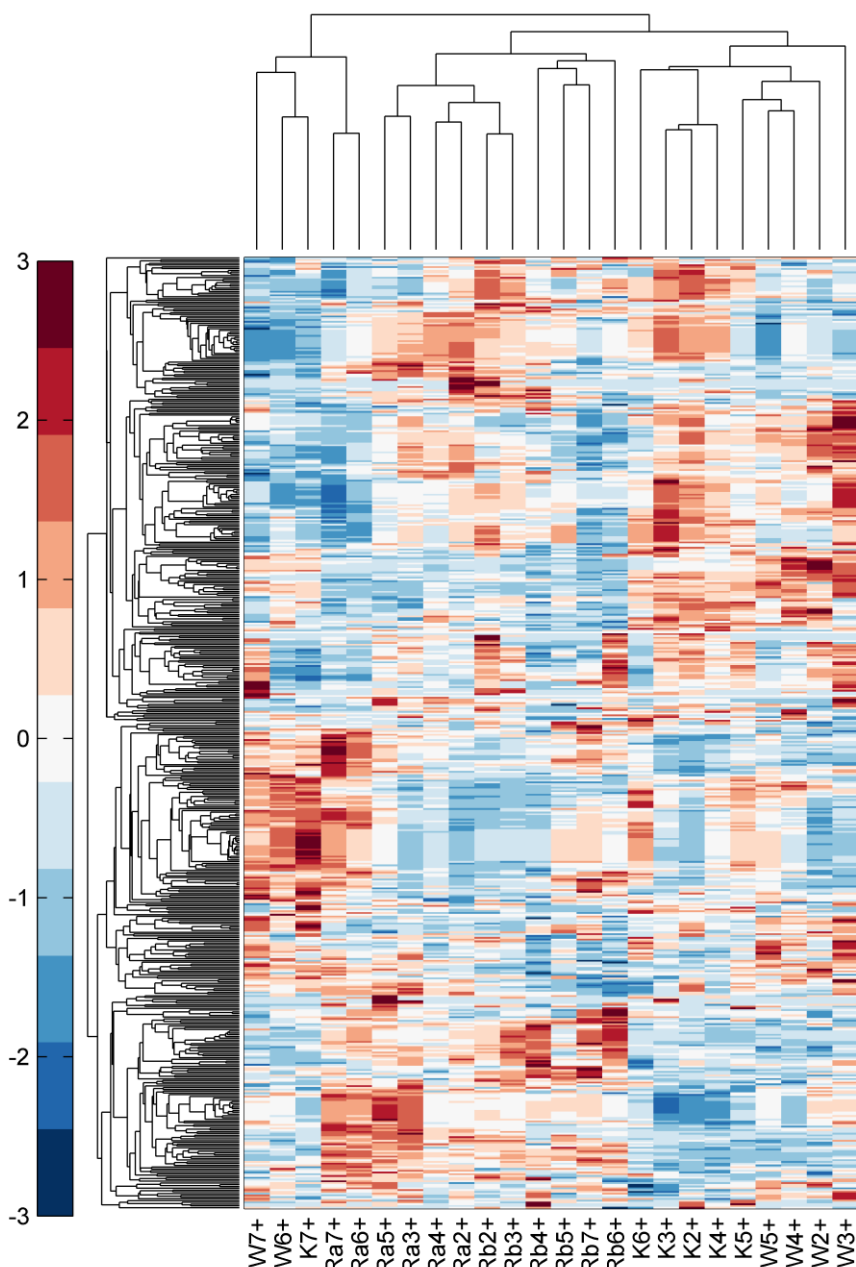 3
2
1
0
-1
-2
-3
W7+
W6+
K7+
Ra7+
Ra6+
Ra5+
Ra3+
Ra4+
Ra2+
Rb2+
Rb3+
Rb4+
Rb5+
Rb7+
Rb6+
K6+
K3+
K2+
K4+
K5+
W5+
W4+
W2+
W3+